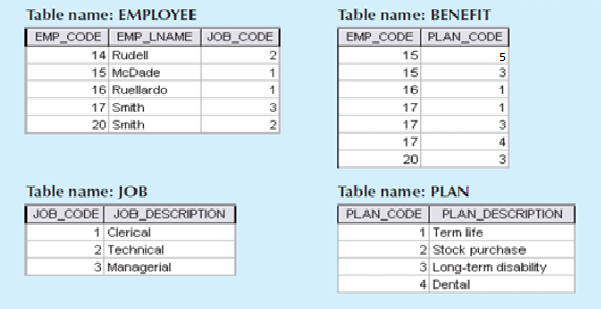 Table name: EMPLOYEE
EMP_CODE EMP_LNAME JOB_CODE
14 Rudell 2
15 McDade 1
16 Ruellardo 1
17 Smith 3
20 Smith 2
Table name: BENEFIT
EMP_CODE PLAN_CODE
15 5
15 3
16 1
17 1
17 3
17 4
20 3
Table name: JOB
JOB_CODE JOB_DESCRIPTION
1 Clerical
2 Technical
3 Managerial
Table name: PLAN
PLAN_CODE PLAN_DESCRIPTION
1 Term life
2 Stock purchase
3 Long-term disability
4 Dental